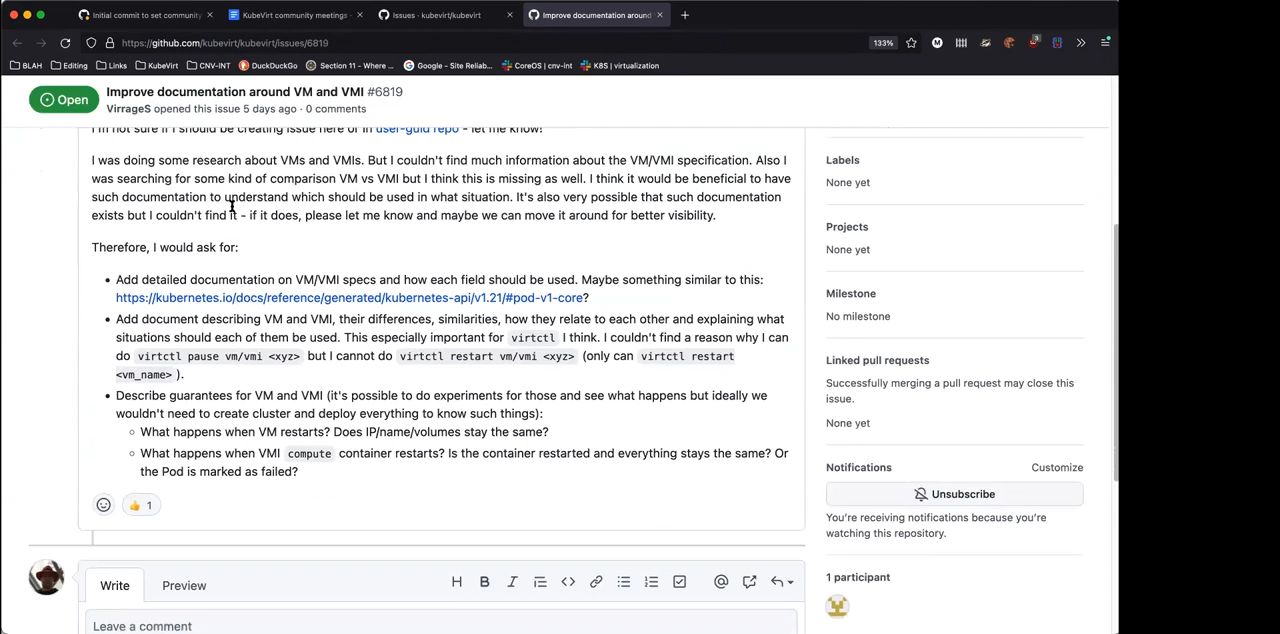 Initial commit to set community
KubeVirt community meetings -
Issues · kubevirt/kubevirt
Improve documentation around
https://github.com/kubevirt/kubevirt/issues/6819
133%
BLAH
Editing
Links
KubeVirt
CNV-INT
DuckDuckGo
Section 11 – Where ...
Google - Site Reliab...
CoreOS | cnv-int
K8S | virtualization
Open
Improve documentation around VM and VMI #6819
VirrageS opened this issue 5 days ago · 0 comments
I'm not sure if I should be creating issue here or in user-guid repo - let me know!
I was doing some research about VMs and VMIs. But I couldn't find much information about the VM/VMI specification. Also I
was searching for some kind of comparison VM vs VMI but I think this is missing as well. I think it would be beneficial to have
such documentation to understand which should be used in what situation. It's also very possible that such documentation
exists but I couldn't find it - if it does, please let me know and maybe we can move it around for better visibility.
Therefore, I would ask for:
• Add detailed documentation on VM/VMI specs and how each field should be used. Maybe something similar to this:
https://kubernetes.io/docs/reference/generated/kubernetes-api/v1.21/#pod-v1-core?
• Add document describing VM and VMI, their differences, similarities, how they relate to each other and explaining what
situations should each of them be used. This especially important for virtctl I think. I couldn't find a reason why I can
do virtctl pause vm/vmi <xyz> but I cannot do virtctl restart vm/vmi <xyz> (only can virtctl restart
<vm_name> ).
• Describe guarantees for VM and VMI (it's possible to do experiments for those and see what happens but ideally we
wouldn't need to create cluster and deploy everything to know such things):
What happens when VM restarts? Does IP/name/volumes stay the same?
What happens when VMI compute container restarts? Is the container restarted and everything stays the same? Or
the Pod is marked as failed?
1
Write
Preview
Leave a comment
Labels
None yet
Projects
None yet
Milestone
No milestone
Linked pull requests
Successfully merging a pull request may close this
issue.
None yet
Notifications
Customize
Unsubscribe
You're receiving notifications because you're
watching this repository.
1 participant